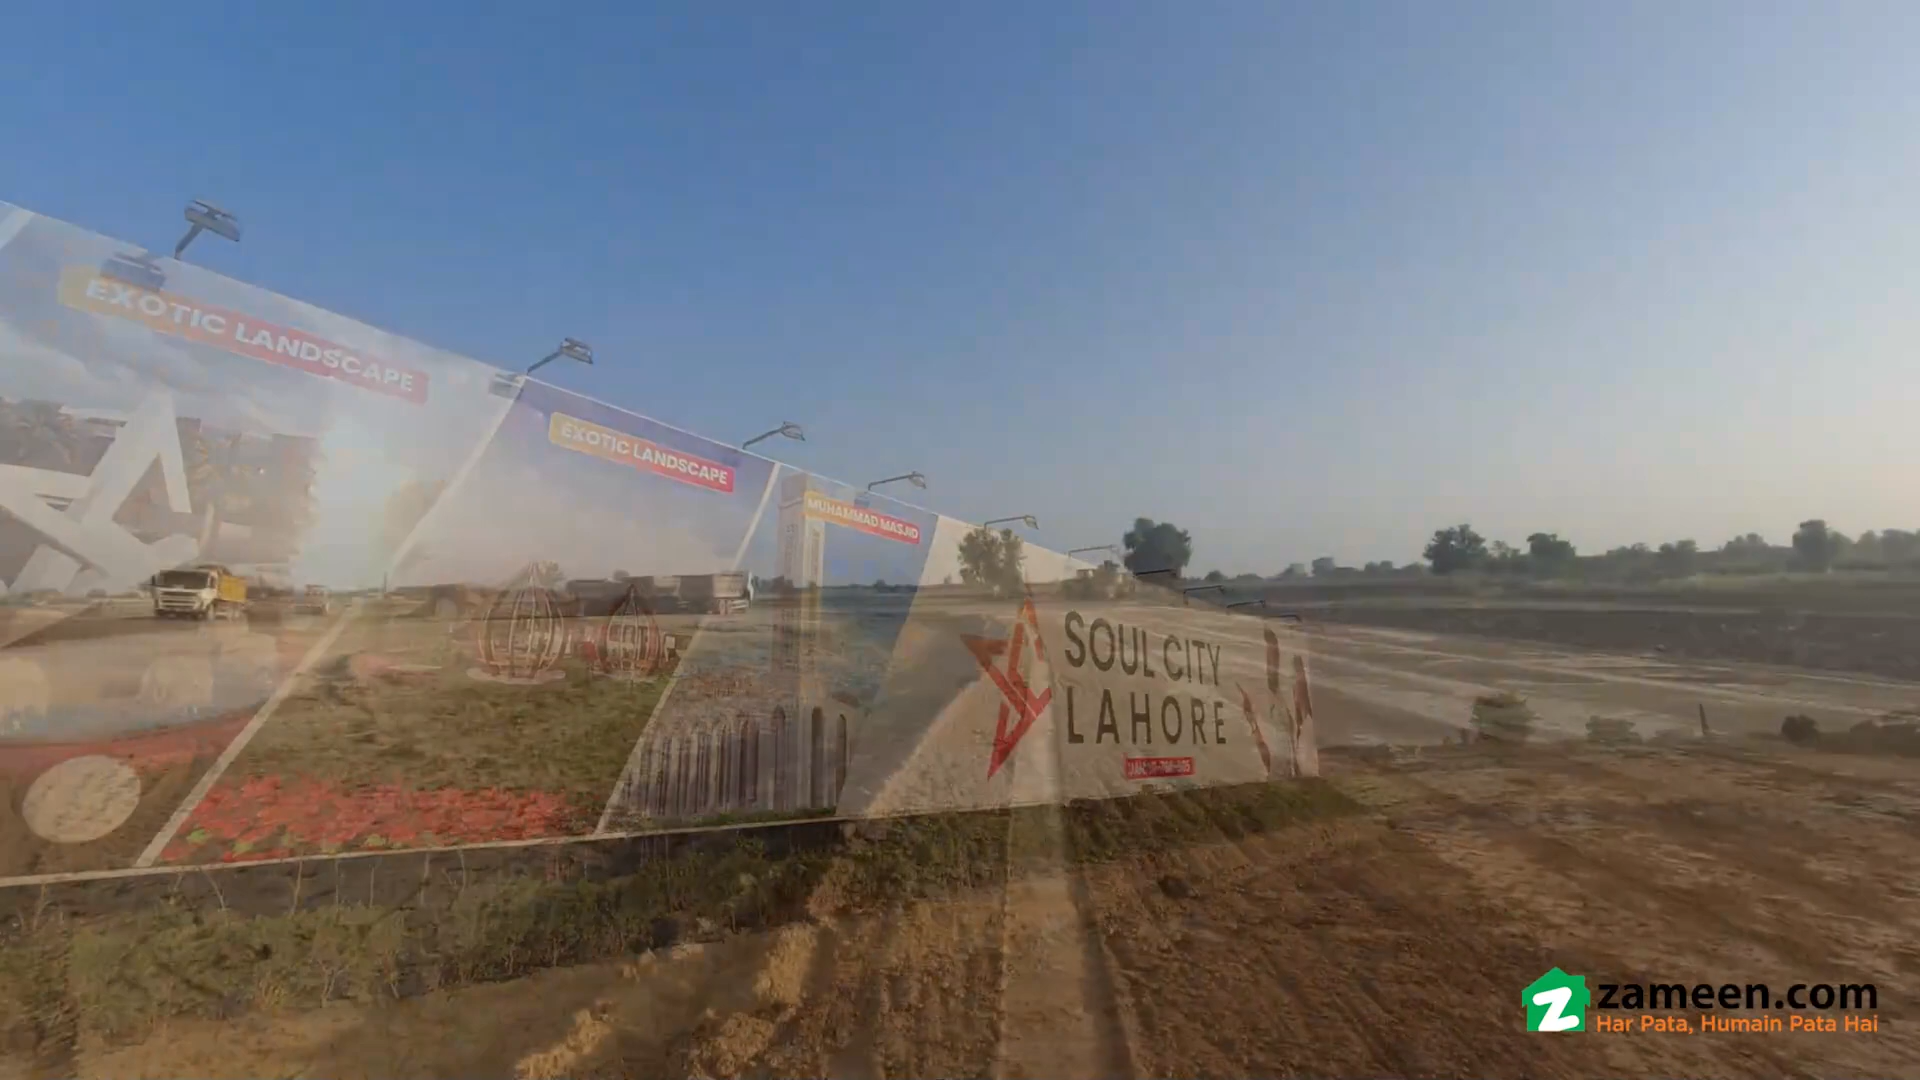 EXOTIC LANDSCAPE
EXOTIC LANDSCAPE
MUHAMMAD MASJID
SOUL CITY
LAHORE
zameen.com
Har Pata, Humain Pata Hai